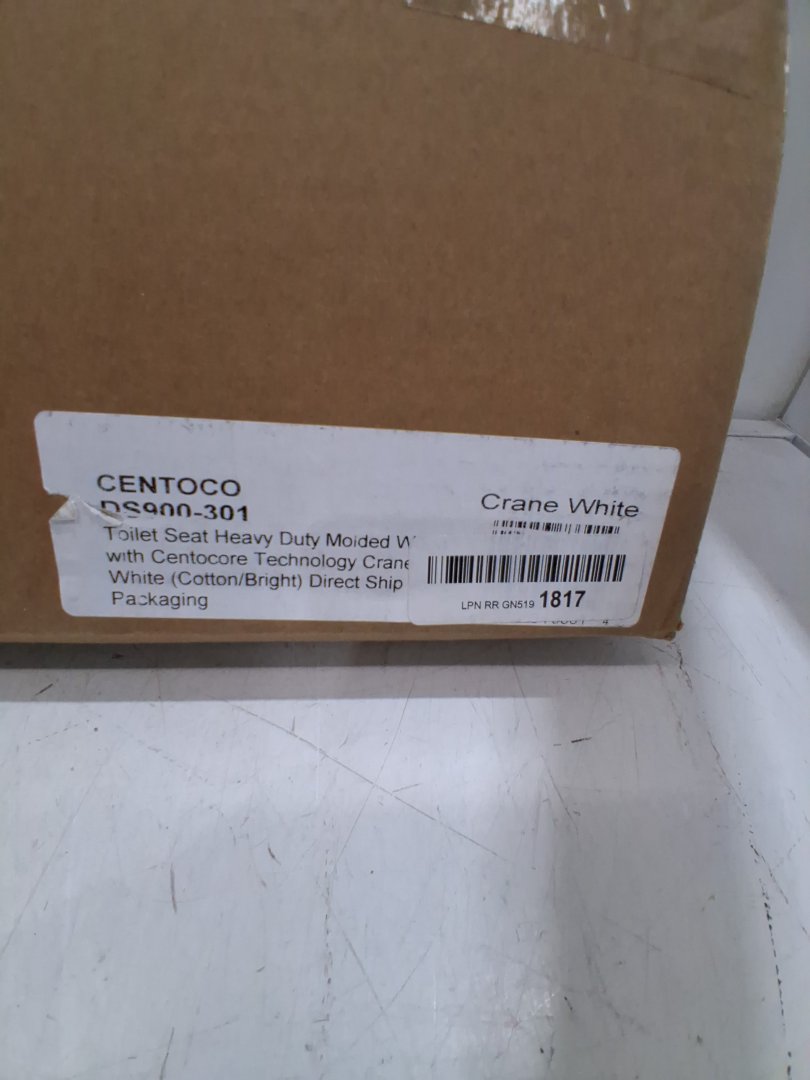 CENTOCO
DS900-301
Toilet Seat Heavy Duty Molded W
with Centocore Technology Crane
White (Cotton/Bright) Direct Ship
Packaging
Crane White
LPN RR GN519 1817